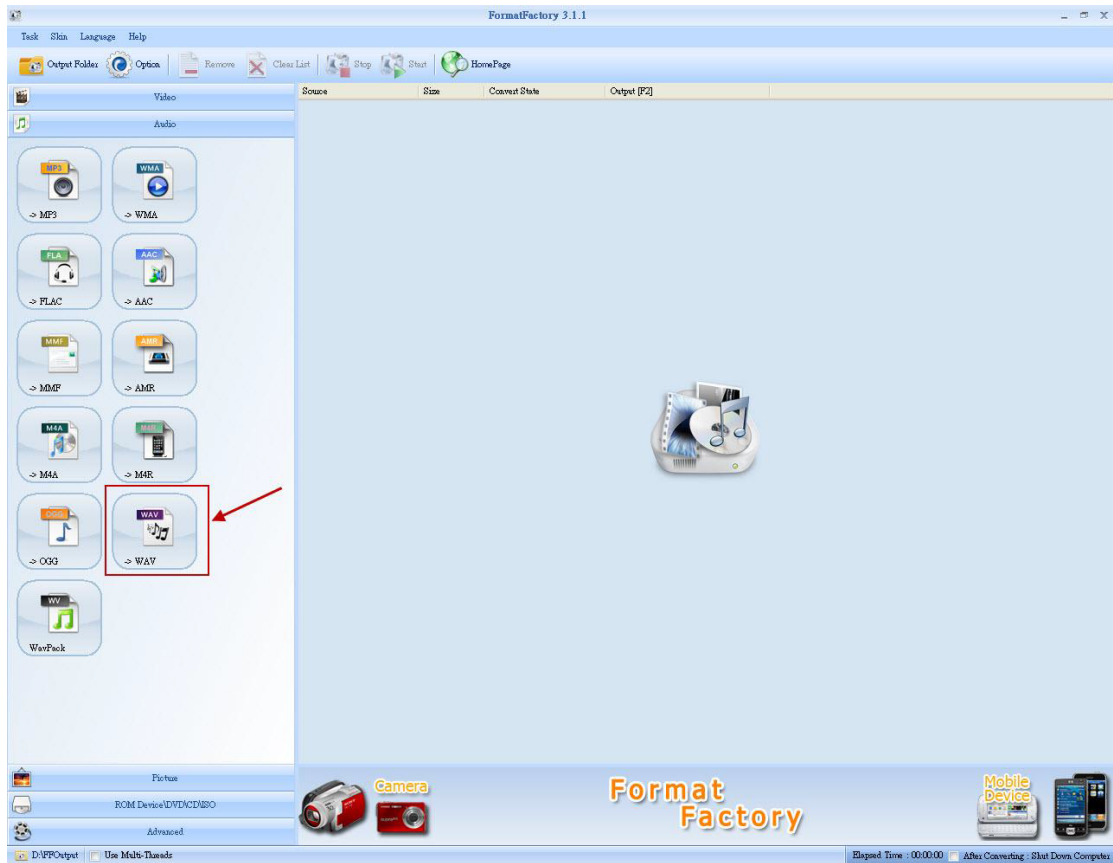 FormatFactory 3.1.1
Task Skin Language Help
Output Folder Option Remove Clear List Stop Start HomePage
Video
Audio
Source Size Convert State Output [F2]
MP3 WMA
-> MP3 -> WMA
FLA AAC
-> FLAC -> AAC
MMF AMR
-> MMF -> AMR
M4A M4R
-> M4A -> M4R
OGG WAV
-> OGG -> WAV
WV
WavPack
Picture
ROM Device\DVD\CD\ISO
Advanced
Camera
Format
Factory
Mobile
Device
D:\FFOutput Use Multi-Threads Elapsed Time : 00:00:00 After Converting : Shut Down Computer